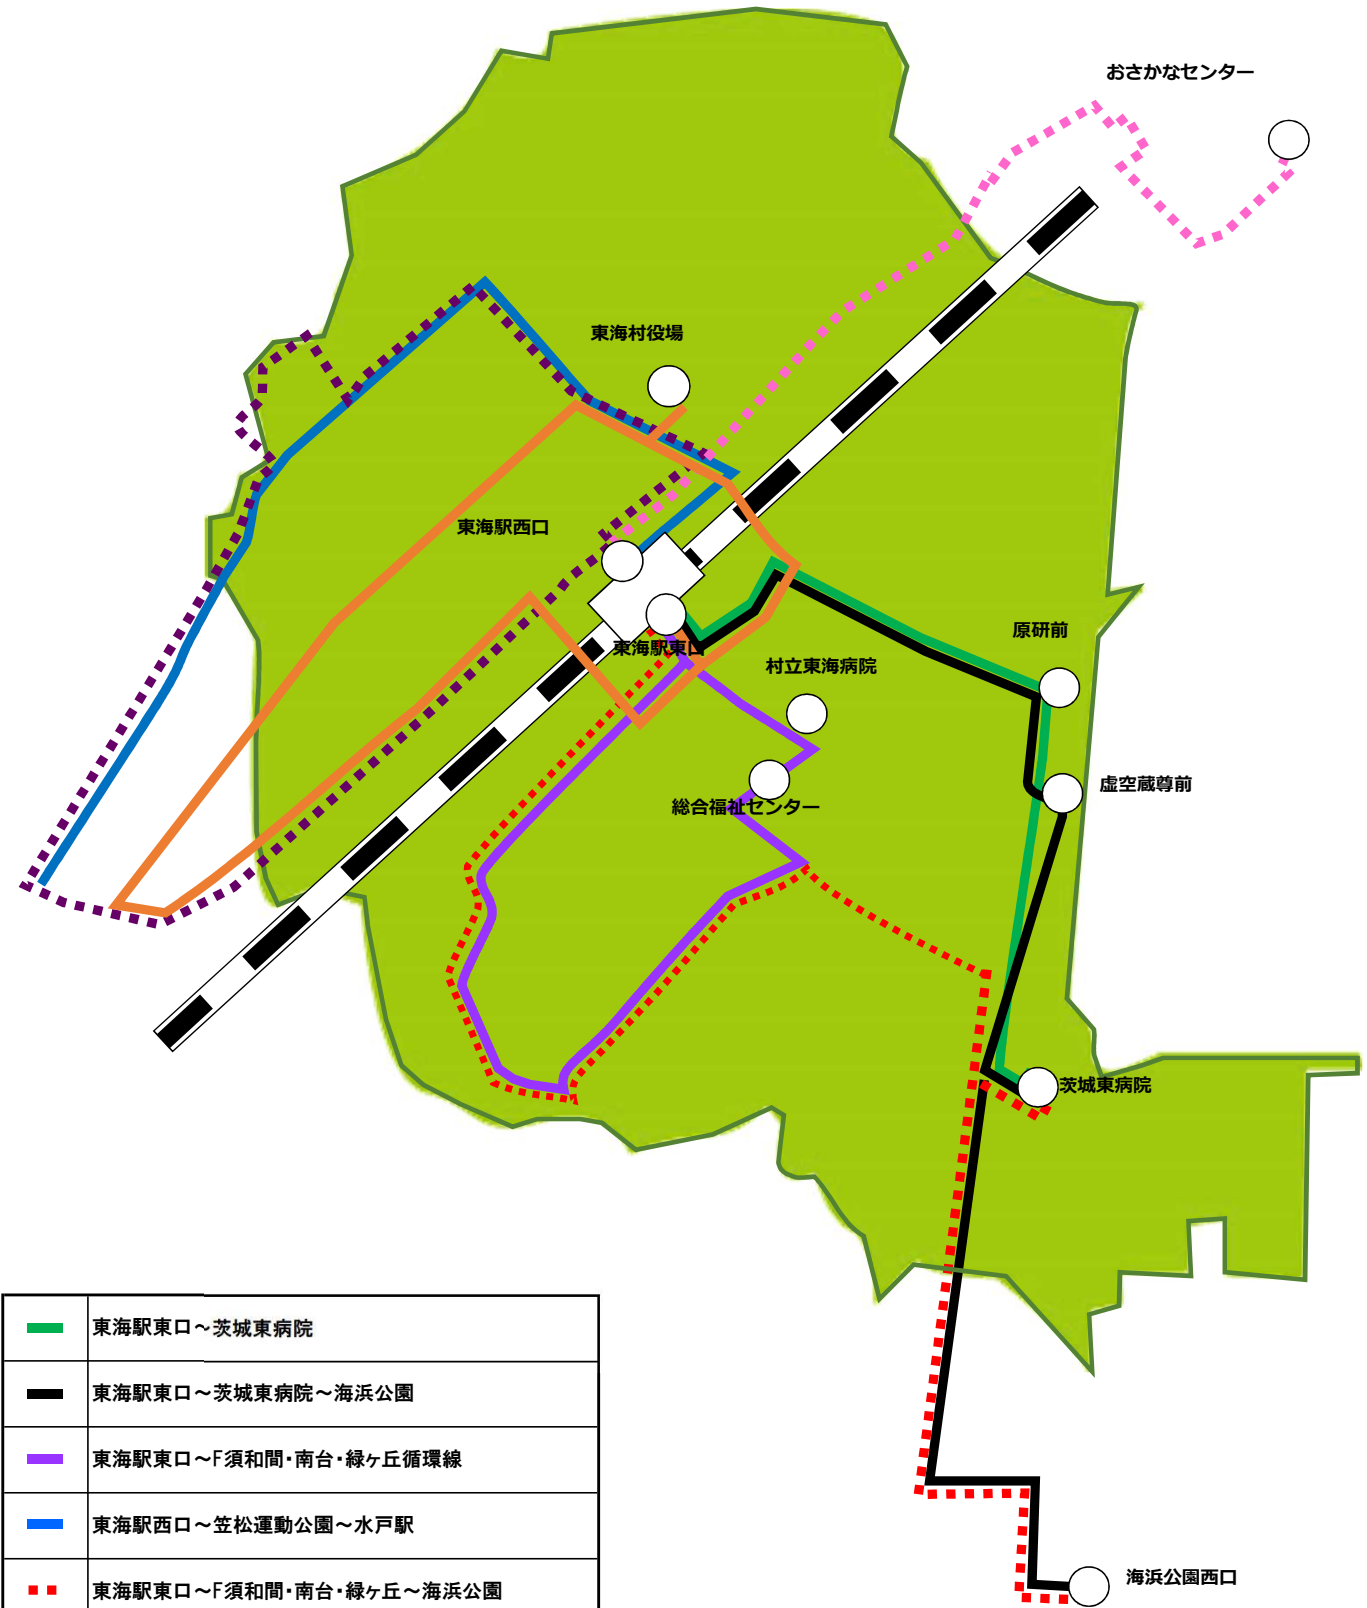 おさかなセンター
東海村役場
東海駅西口
原研前
東海駅東口
村立東海病院
虚空蔵尊前
総合福祉センター
茨城東病院
東海駅東口～茨城東病院
東海駅東口～茨城東病院～海浜公園
東海駅東口～F須和間・南台・緑ヶ丘循環線
東海駅西口～笠松運動公園～水戸駅
東海駅東口～F須和間・南台・緑ヶ丘～海浜公園
海浜公園西口